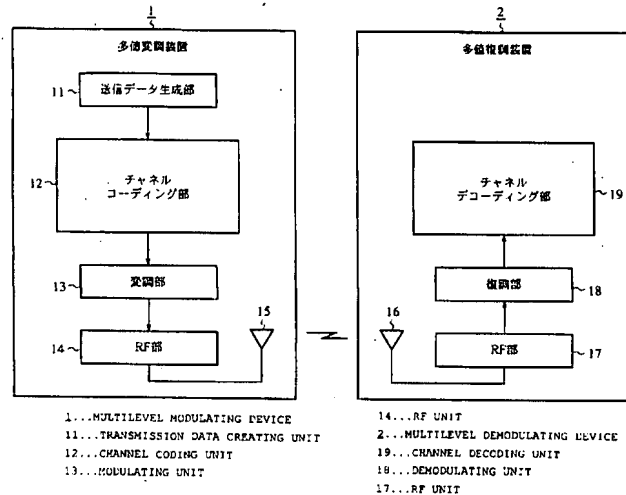 1
多値変調装置
11
送信データ生成部
12
チャネル
コーディング部
13
変調部
14
RF部
15
2
多値復調装置
チャネル
デコーディング部
19
復調部
18
16
RF部
17
1...MULTILEVEL MODULATING DEVICE
11...TRANSMISSION DATA CREATING UNIT
12...CHANNEL CODING UNIT
13...MODULATING UNIT
14...RF UNIT
2...MULTILEVEL DEMODULATING DEVICE
19...CHANNEL DECODING UNIT
18...DEMODULATING UNIT
17...RF UNIT